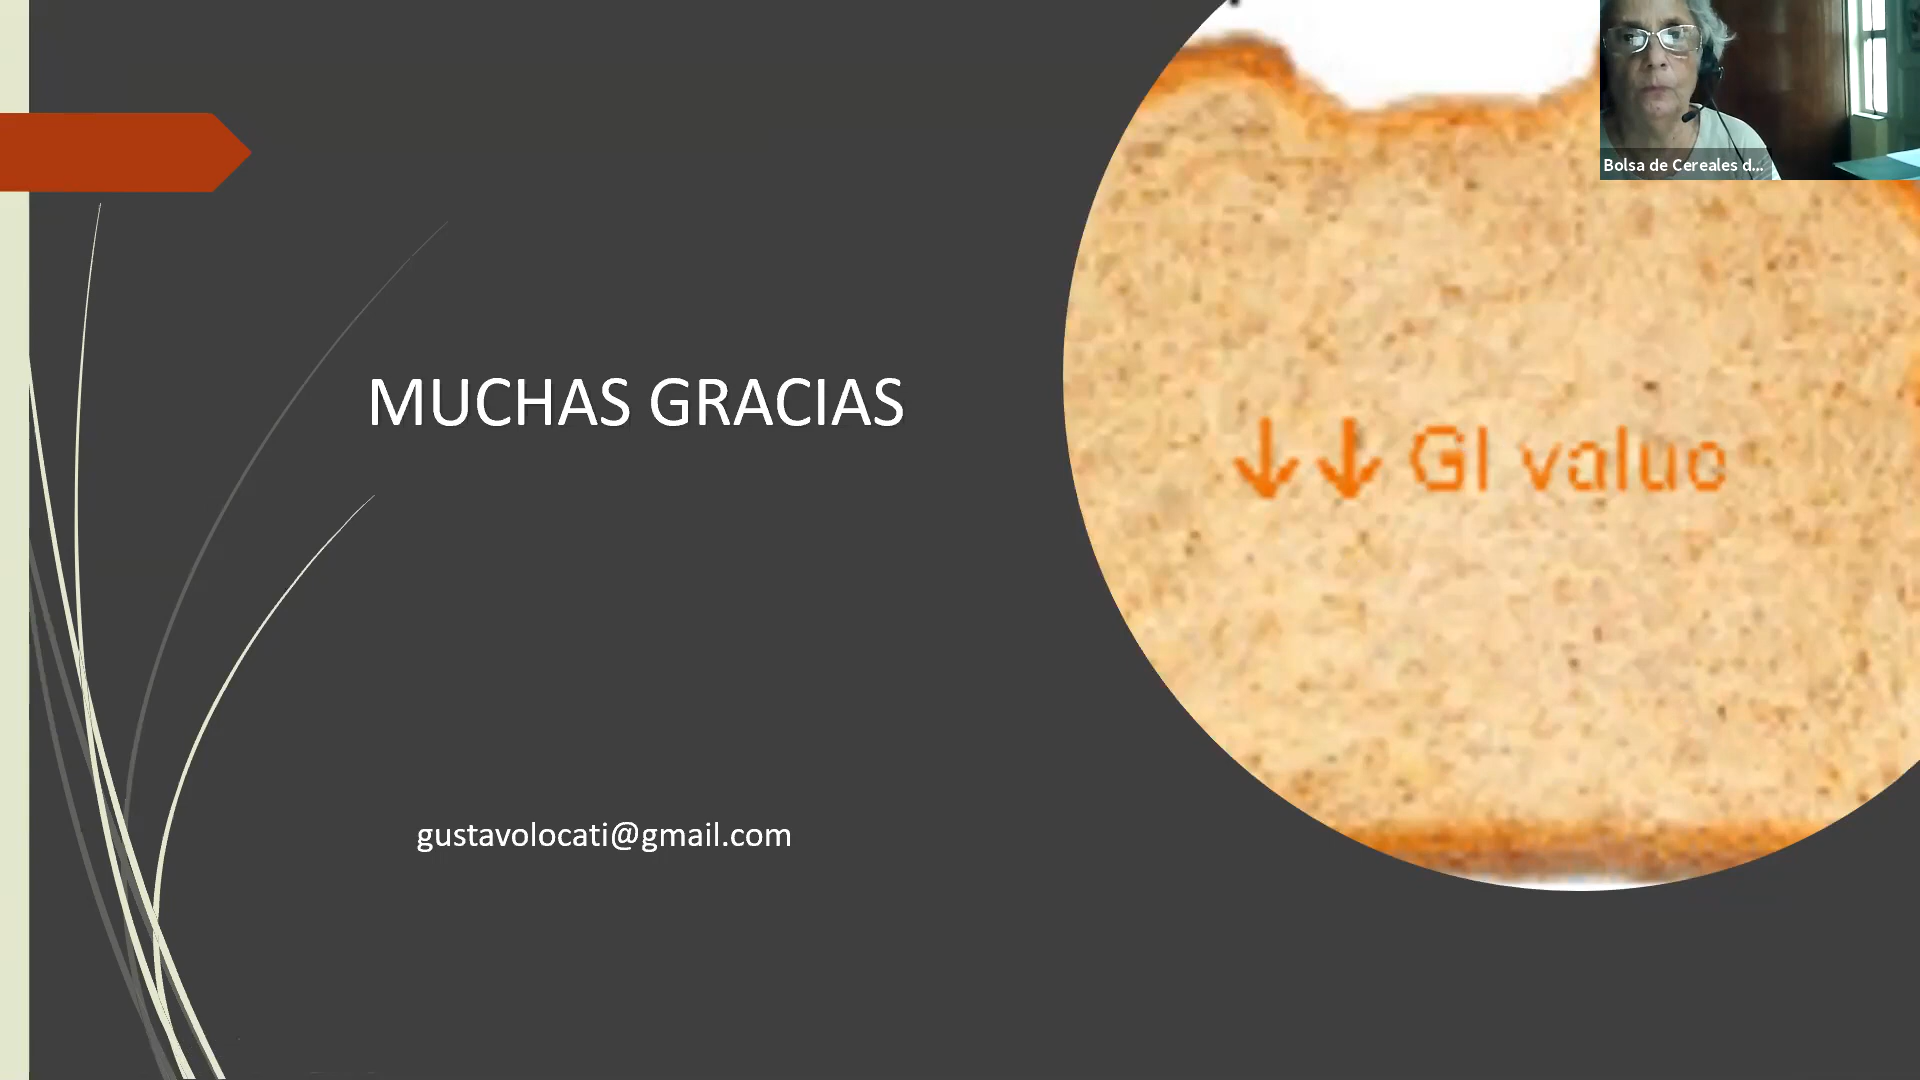 Bolsa de Cereales d...
MUCHAS GRACIAS
↓↓ GI value
gustavolocati@gmail.com